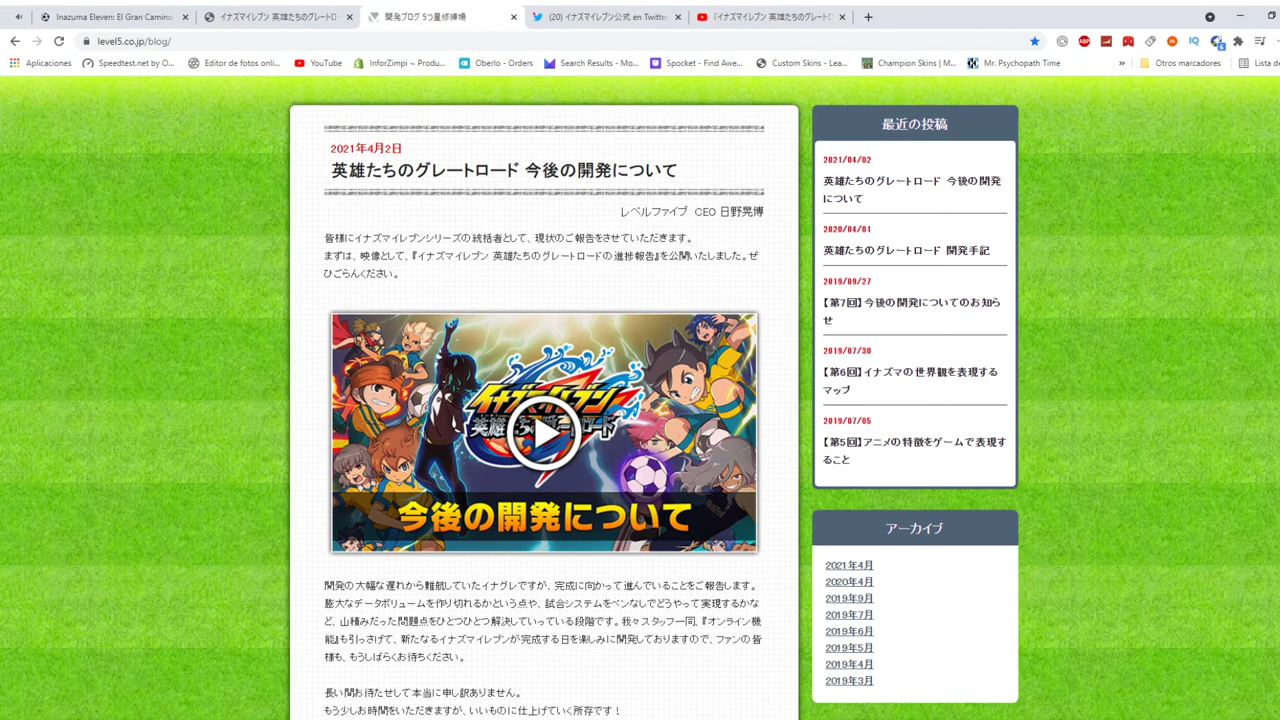 Inazuma Eleven: El Gran Camino
イナズマイレブン 英雄たちのグレートロー
開発ブログ 5つ星修練場
(20) イナズマイレブン公式 en Twitte
『イナズマイレブン 英雄たちのグレートロ
level5.co.jp/blog/
Aplicaciones
Speedtest.net by O...
Editor de fotos onli...
YouTube
InforZimpi ~ Produ...
Oberlo - Orders
Search Results - Mo...
Spocket - Find Awe...
Custom Skins - Lea...
Champion Skins | M...
Mr. Psychopath Time
»
Otros marcadores
Lista de
2021年4月2日
英雄たちのグレートロード 今後の開発について
レベルファイブ CEO 日野晃博
皆様にイナズマイレブンシリーズの統括者として、現状のご報告をさせていただきます。
まずは、映像として、『イナズマイレブン 英雄たちのグレートロードの進捗報告』を公開いたしました。ぜ
ひごらんください。
イナズマイレブン
英雄たちのグレートロード
今後の開発について
開発の大幅な遅れから難航していたイナグレですが、完成に向かって進んでいることをご報告します。
膨大なデータボリュームを作り切れるかという点や、試合システムをペンなしでどうやって実現するかな
ど、山積みだった問題点をひとつひとつ解決していっている段階です。我々スタッフ一同、『オンライン機
能』も引っさげて、新たなるイナズマイレブンが完成する日を楽しみに開発しておりますので、ファンの皆
様も、もうしばらくお待ちください。
長い間お待たせして本当に申し訳ありません。
もう少しお時間をいただきますが、いいものに仕上げていく所存です！
最近の投稿
2021/04/02
英雄たちのグレートロード 今後の開発
について
2020/04/01
英雄たちのグレートロード 開発手記
2019/09/27
【第7回】今後の開発についてのお知ら
せ
2019/07/30
【第6回】イナズマの世界観を表現する
マップ
2019/07/05
【第5回】アニメの特徴をゲームで表現す
ること
アーカイブ
2021年4月
2020年4月
2019年9月
2019年7月
2019年6月
2019年5月
2019年4月
2019年3月